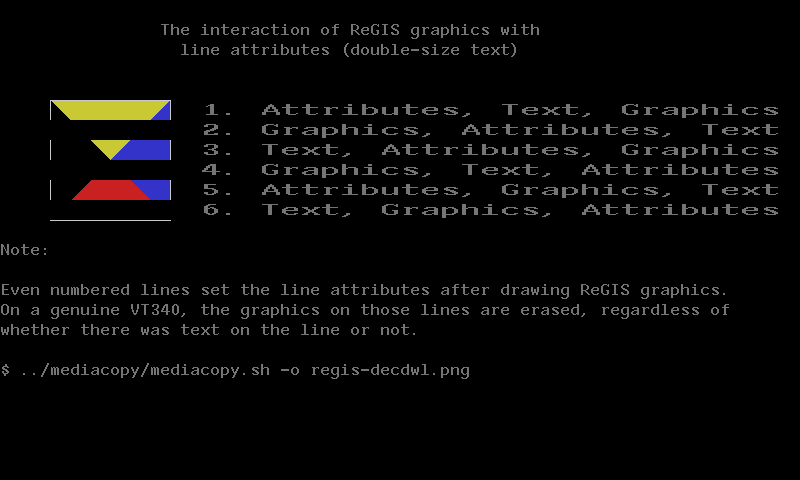 The interaction of ReGIS graphics with
line attributes (double-size text)
1. Attributes, Text, Graphics
2. Graphics, Attributes, Text
3. Text, Attributes, Graphics
4. Graphics, Text, Attributes
5. Attributes, Graphics, Text
6. Text, Graphics, Attributes
Note:
Even numbered lines set the line attributes after drawing ReGIS graphics.
On a genuine VT340, the graphics on those lines are erased, regardless of
whether there was text on the line or not.
$ ../mediacopy/mediacopy.sh -o regis-decdwl.png